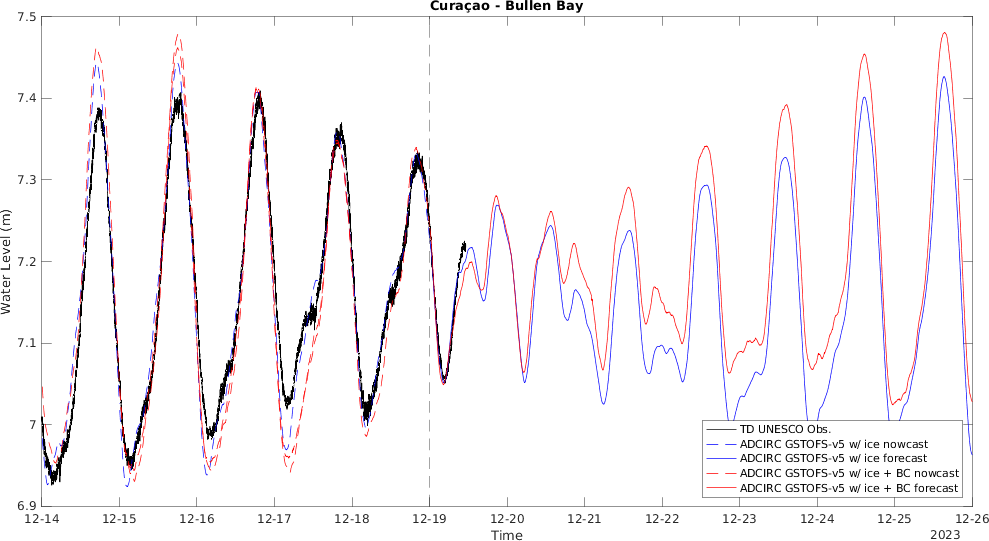 Curaçao - Bullen Bay
Water Level (m)
7.5
7.4
7.3
7.2
7.1
7
6.9
TD UNESCO Obs.
ADCIRC GSTOFS-v5 w/ ice nowcast
ADCIRC GSTOFS-v5 w/ ice forecast
ADCIRC GSTOFS-v5 w/ ice + BC nowcast
ADCIRC GSTOFS-v5 w/ ice + BC forecast
12-14 12-15 12-16 12-17 12-18 12-19 12-20 12-21 12-22 12-23 12-24 12-25 12-26
Time
2023